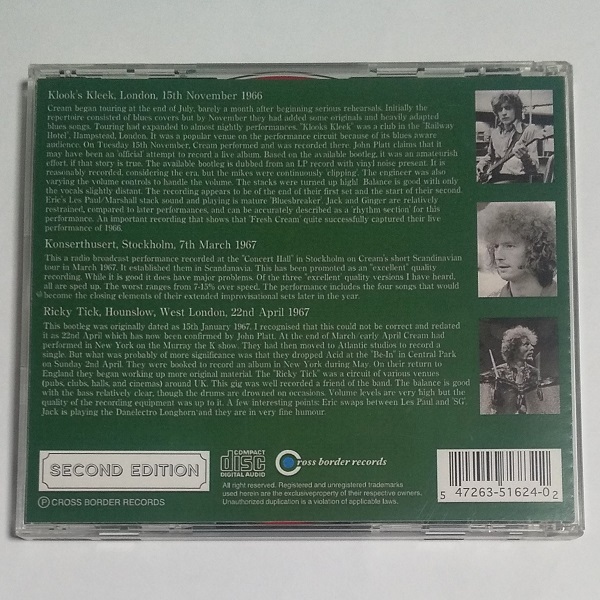 Klook's Kleek, London, 15th November 1966
Cream began touring at the end of July, barely a month after beginning serious rehearsals. Initially the
repertoire consisted of blues covers but by November they had added some originals and heavily adapted
blues songs. Touring had expanded to almost nightly performances. "Klooks Kleek" was a club in the "Railway
Hotel", Hampstead, London. It was a popular venue on the performance circuit because of its blues aware
audience. On Tuesday 15th November, Cream performed and was recorded there. John Platt claims that it
may have been an 'official' attempt to record a live album. Based on the available bootleg, it was an amateurish
effort, if that story is true. The available bootleg is dubbed from an LP record with vinyl noise present. It is
reasonably recorded, considering the era, but the mikes were continuously 'clipping'. The engineer was also
varying the volume controls to handle the volume. The stacks were turned up high! Balance is good with only
the vocals slightly distant. The recording appears to be of the end of their first set and the start of their second.
Eric's Les Paul/Marshall stack sound and playing is mature 'Bluesbreaker'. Jack and Ginger are relatively
restrained, compared to later performances, and can be accurately described as a 'rhythm section' for this
performance. An important recording that shows that 'Fresh Cream' quite successfully captured their live
performance of 1966.
Konserthusert, Stockholm, 7th March 1967
This is a radio broadcast performance recorded at the "Concert Hall" in Stockholm on Cream's short Scandinavian
tour in March 1967. It established them in Scandanavia. This has been promoted as an "excellent" quality
recording. While it is good it does have major problems. Of the three "excellent" quality versions I have heard,
all are sped up. The worst ranges from 7-15% over speed. The performance includes the four songs that would
become the closing elements of their extended improvisational sets later in the year.
Ricky Tick, Hounslow, West London, 22nd April 1967
This bootleg was originally dated as 15th January 1967. I recognised that this could not be correct and redated
it as 22nd April which has now been confirmed by John Platt. At the end of March/early April Cream had
performed in New York on the Murray the K show. They had then moved to Atlantic studios to record a
single. But what was probably of more significance was that they dropped Acid at the "Be-In" in Central Park
on Sunday 2nd April. They were booked to record an album in New York during May. On their return to
England they began working up more original material. The "Ricky Tick" was a circuit of various venues
(pubs, clubs, halls, and cinemas) around UK. This gig was well recorded a friend of the band. The balance is good
with the bass relatively clear, though the drums are drowned on occasions. Volume levels are very high but the
quality of the recording equipment was up to it. A few interesting points: Eric swaps between Les Paul and 'SG'.
Jack is playing the Danelectro Longhorn and they are in very fine humour.
SECOND EDITION
COMPACT
disc
DIGITAL AUDIO
Cross border records
Ⓟ CROSS BORDER RECORDS
All right reserved. Registered and unregistered trademarks
used herein are the exclusiveproperty of their respective owners.
Unauthorized duplication is a violation of applicable laws.
5 47263-51624-0 2